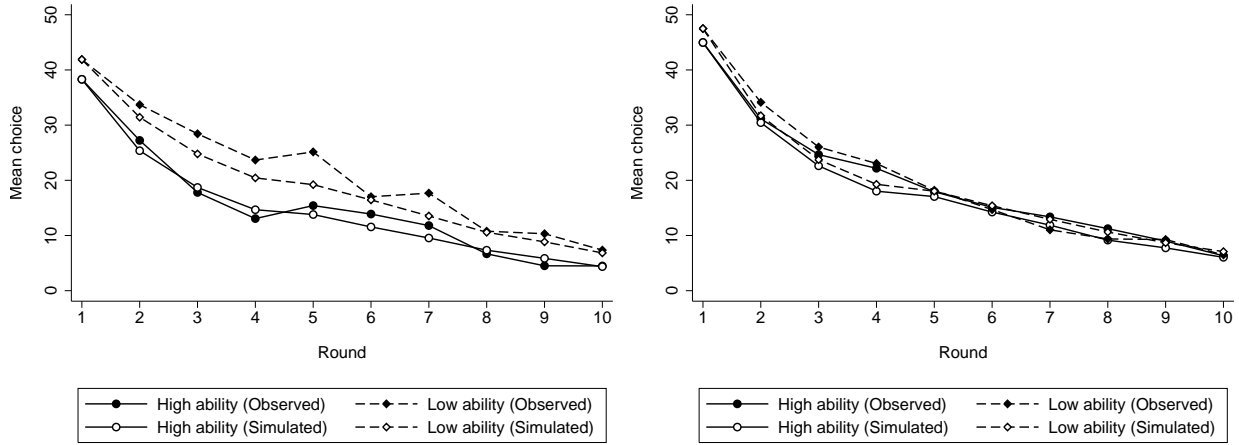 Mean choice
50
40
30
20
10
0
1 2 3 4 5 6 7 8 9 10
Round
High ability (Observed) Low ability (Observed)
High ability (Simulated) Low ability (Simulated)
Mean choice
50
40
30
20
10
0
1 2 3 4 5 6 7 8 9 10
Round
High ability (Observed) Low ability (Observed)
High ability (Simulated) Low ability (Simulated)